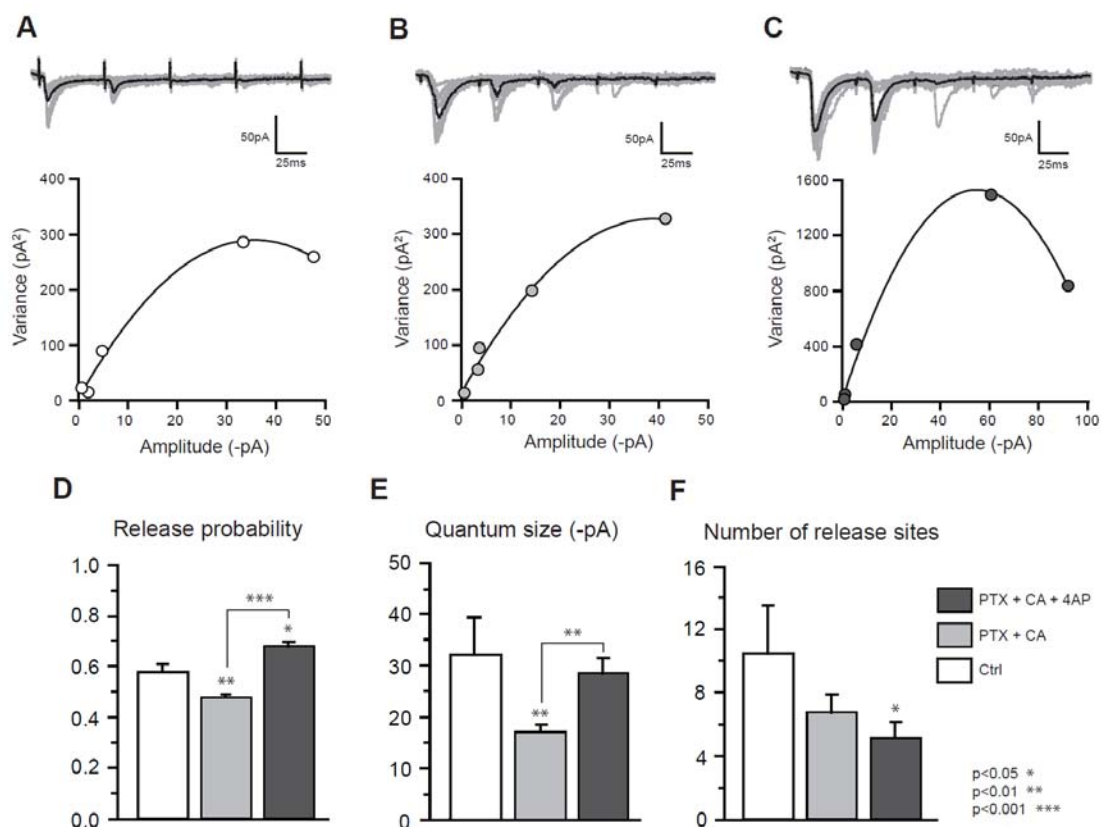 A
B
C
50pA
25ms
50pA
25ms
50pA
25ms
400
300
200
100
0
Variance (pA²)
0 10 20 30 40 50
Amplitude (-pA)
400
300
200
100
0
Variance (pA²)
0 10 20 30 40 50
Amplitude (-pA)
1600
1200
800
400
0
Variance (pA²)
0 20 40 60 80 100
Amplitude (-pA)
D
Release probability
1.0
0.8
0.6
0.4
0.2
0.0
***
*
**
E
Quantum size (-pA)
50
40
30
20
10
0
**
**
F
Number of release sites
16
12
8
4
0
*
PTX + CA + 4AP
PTX + CA
Ctrl
p<0.05 *
p<0.01 **
p<0.001 ***